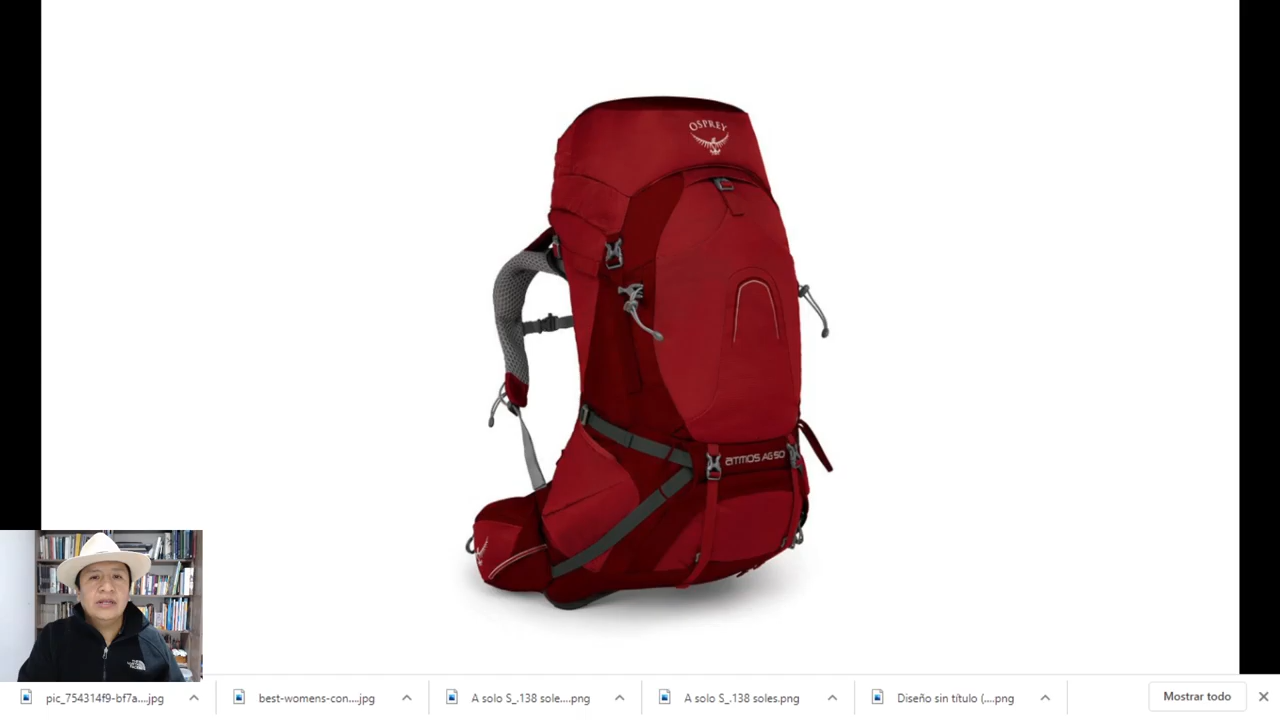 OSPREY
ATMOS AG 50
pic_754314f9-bf7a....jpg
best-womens-con....jpg
A solo S_.138 sole....png
A solo S_.138 soles.png
Diseño sin título (....png
Mostrar todo